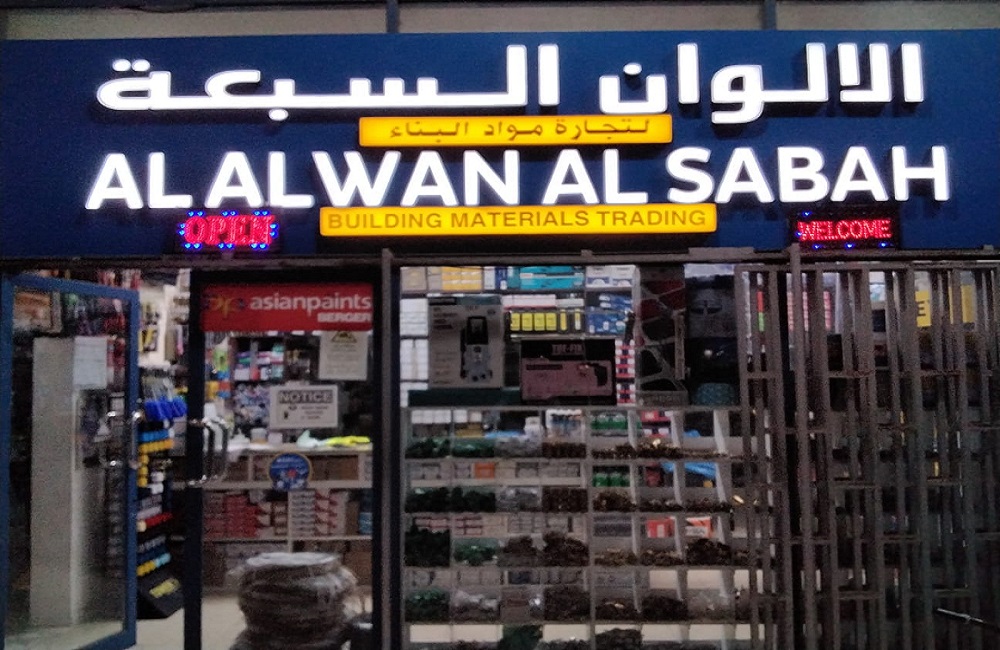 الالوان السبعة
لتجارة مواد البناء
AL ALWAN AL SABAH
BUILDING MATERIALS TRADING
OPEN
WELCOME
asianpaints
BERGER
NOTICE